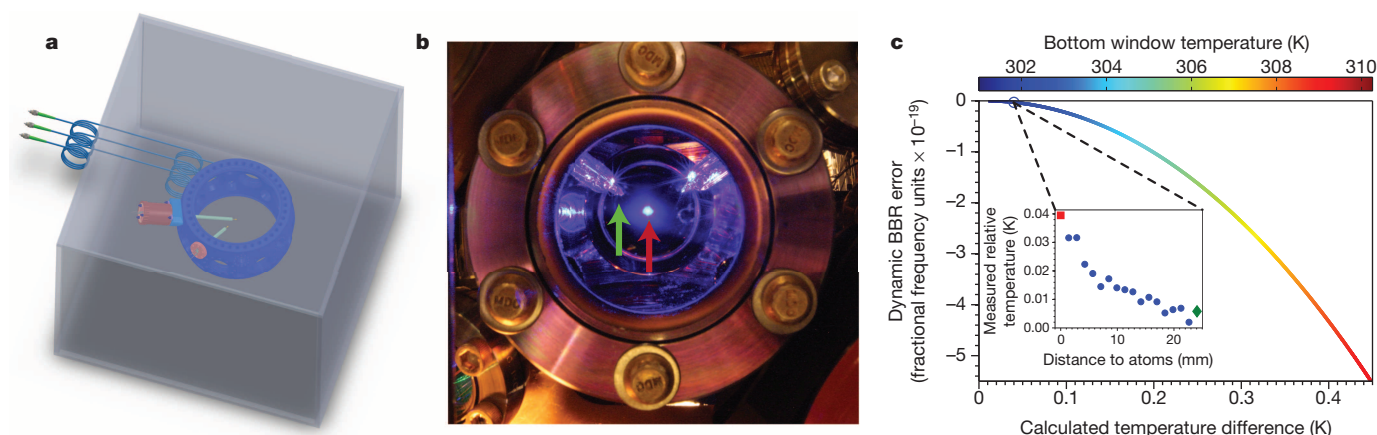 a
b
c
MDC
MDC
Bottom window temperature (K)
302
304
306
308
310
Dynamic BBR error
(fractional frequency units × 10⁻¹⁹)
0
−1
−2
−3
−4
−5
Measured relative
temperature (K)
0.04
0.03
0.02
0.01
0.00
0
10
20
Distance to atoms (mm)
0
0.1
0.2
0.3
0.4
Calculated temperature difference (K)